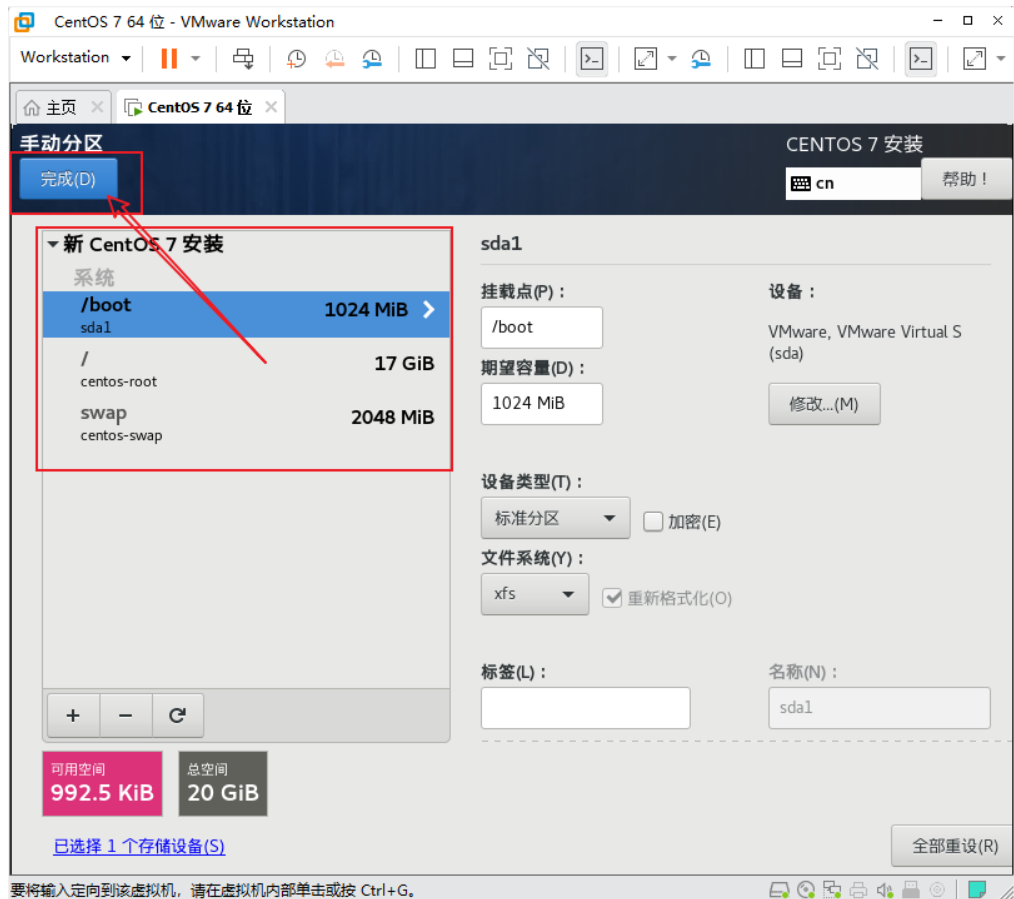 CentOS 7 64 位 - VMware Workstation
Workstation
主页
CentOS 7 64 位
手动分区
CENTOS 7 安装
完成(D)
cn
帮助！
新 CentOS 7 安装
系统
/boot
1024 MiB
sda1
/
17 GiB
centos-root
swap
2048 MiB
centos-swap
sda1
挂载点(P)：
/boot
期望容量(D)：
1024 MiB
设备：
VMware, VMware Virtual S
(sda)
修改...(M)
设备类型(T)：
标准分区
加密(E)
文件系统(Y)：
xfs
重新格式化(O)
标签(L)：
名称(N)：
sda1
可用空间
992.5 KiB
总空间
20 GiB
已选择 1 个存储设备(S)
全部重设(R)
要将输入定向到该虚拟机，请在虚拟机内部单击或按 Ctrl+G。